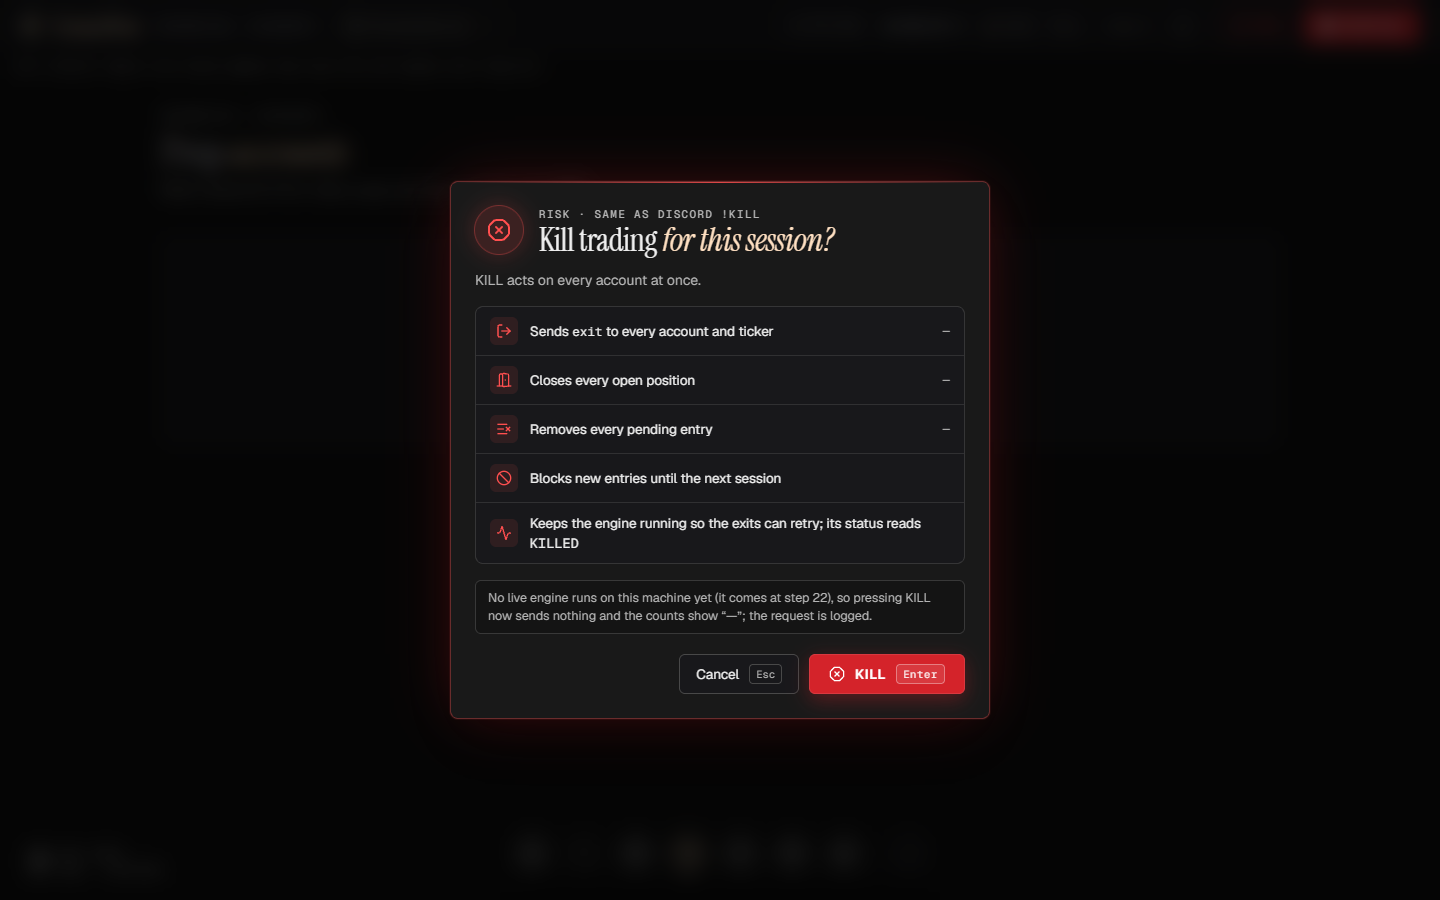 RISK · SAME AS DISCORD !KILL
Kill trading for this session?
KILL acts on every account at once.
Sends exit to every account and ticker –
Closes every open position –
Removes every pending entry –
Blocks new entries until the next session
Keeps the engine running so the exits can retry; its status reads
KILLED
No live engine runs on this machine yet (it comes at step 22), so pressing KILL
now sends nothing and the counts show “—”; the request is logged.
Cancel Esc KILL Enter